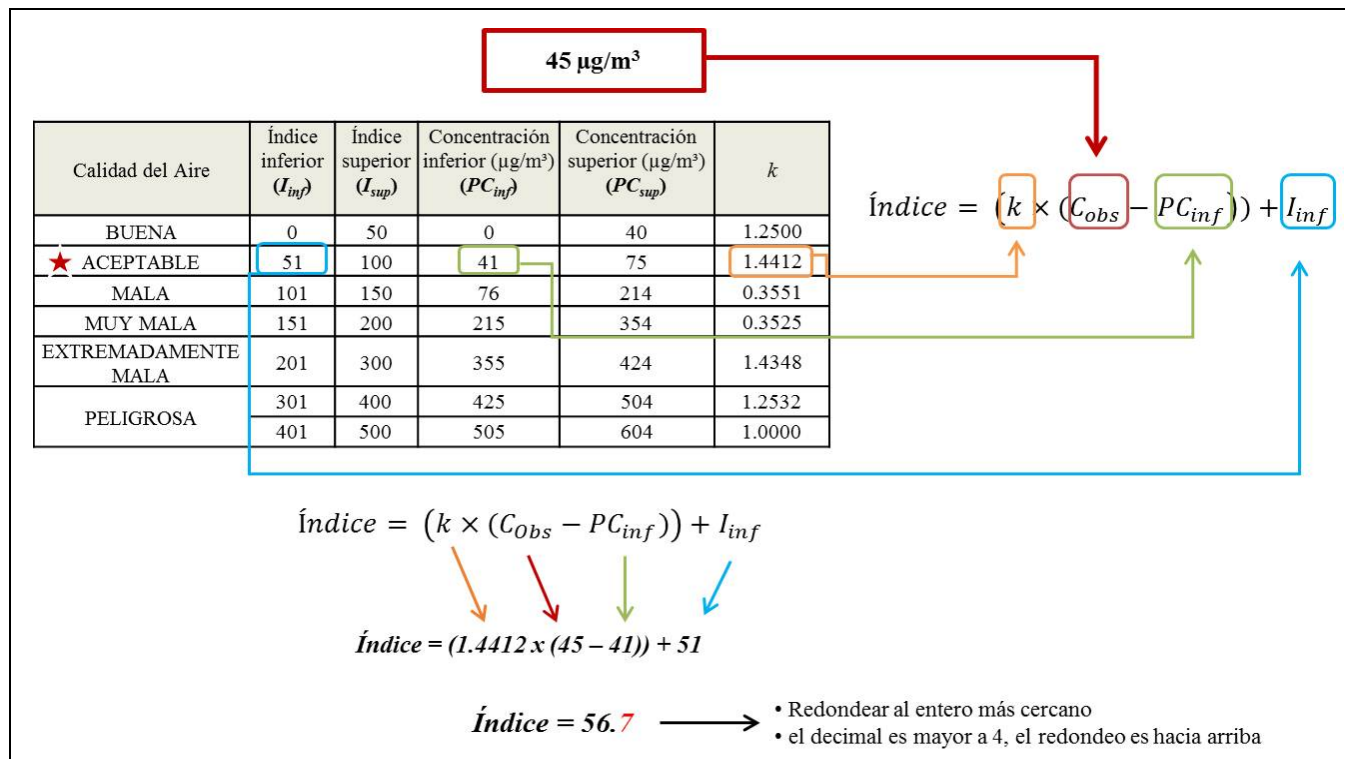 45 µg/m³
Calidad del Aire
Índice
inferior
(I_inf)
Índice
superior
(I_sup)
Concentración
inferior (µg/m³)
(PC_inf)
Concentración
superior (µg/m³)
(PC_sup)
k
BUENA 0 50 0 40 1.2500
★ ACEPTABLE 51 100 41 75 1.4412
MALA 101 150 76 214 0.3551
MUY MALA 151 200 215 354 0.3525
EXTREMADAMENTE
MALA 201 300 355 424 1.4348
PELIGROSA 301 400 425 504 1.2532
401 500 505 604 1.0000
Índice = (k × (C_obs − PC_inf)) + I_inf
Índice = (k × (C_Obs − PC_inf)) + I_inf
Índice = (1.4412 x (45 – 41)) + 51
Índice = 56.7
• Redondear al entero más cercano
• el decimal es mayor a 4, el redondeo es hacia arriba